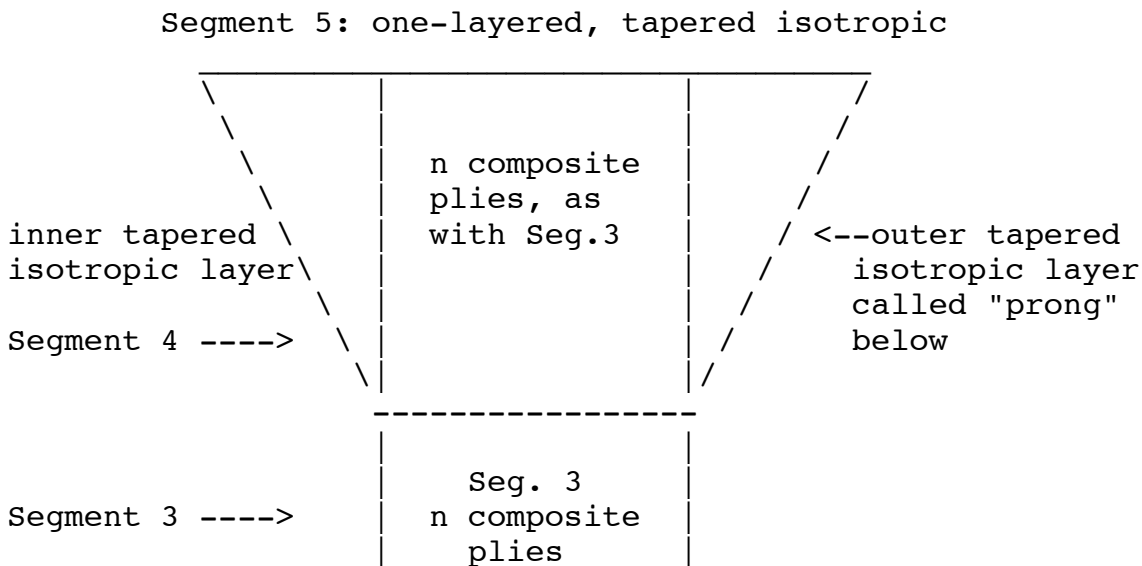 Segment 5: one-layered, tapered isotropic
n composite
plies, as
inner tapered with Seg.3 <--outer tapered
isotropic layer isotropic layer
called "prong"
Segment 4 ----> below
Seg. 3
Segment 3 ----> n composite
plies